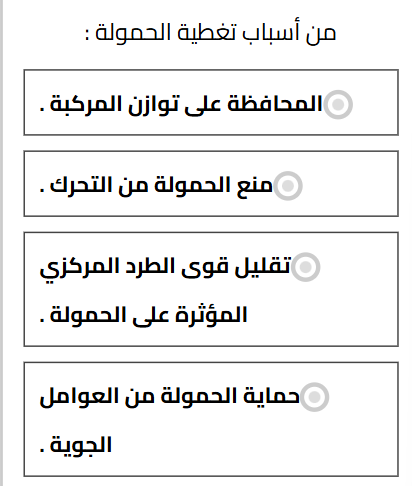 من أسباب تغطية الحمولة :
المحافظة على توازن المركبة .
منع الحمولة من التحرك .
تقليل قوى الطرد المركزي
المؤثرة على الحمولة .
حماية الحمولة من العوامل
الجوية .